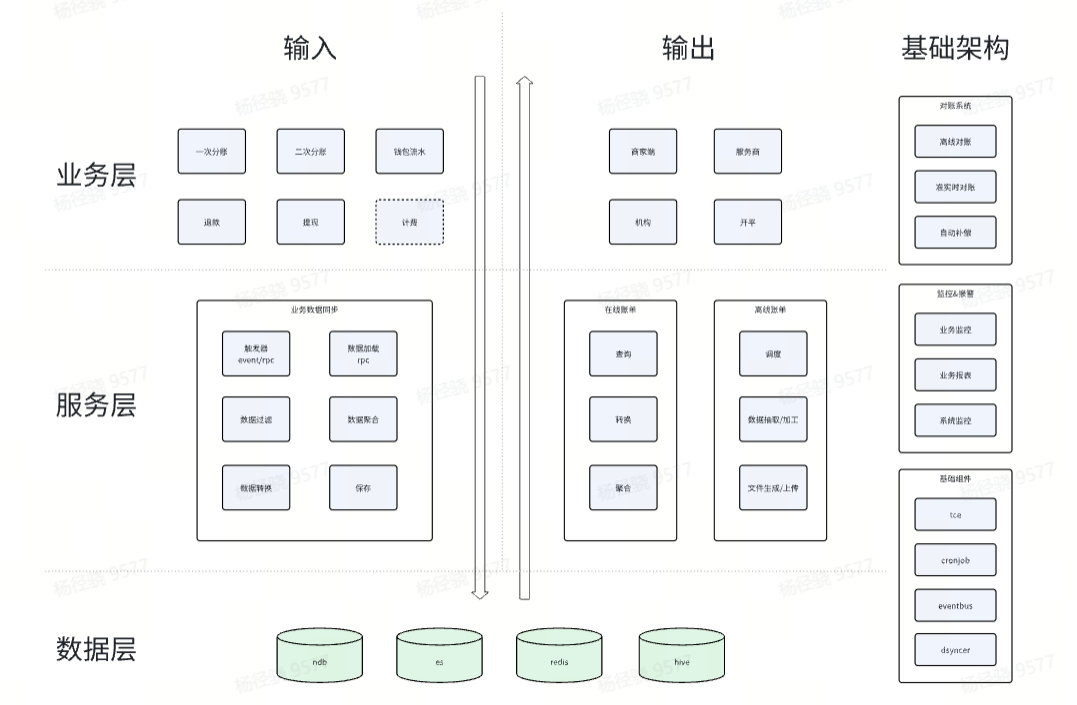 输入
输出
基础架构
业务层
一次分账
二次分账
钱包流水
退款
提现
计费
商家端
服务商
机构
开平
对账系统
离线对账
准实时对账
自动补偿
服务层
业务数据同步
触发器
event/rpc
数据加载
rpc
数据过滤
数据聚合
数据转换
保存
在线账单
查询
转换
聚合
离线账单
调度
数据抽取/加工
文件生成/上传
监控&报警
业务监控
业务报表
系统监控
基础组件
tce
cronjob
eventbus
dsyncer
数据层
ndb
es
redis
hive
杨径骁 9577